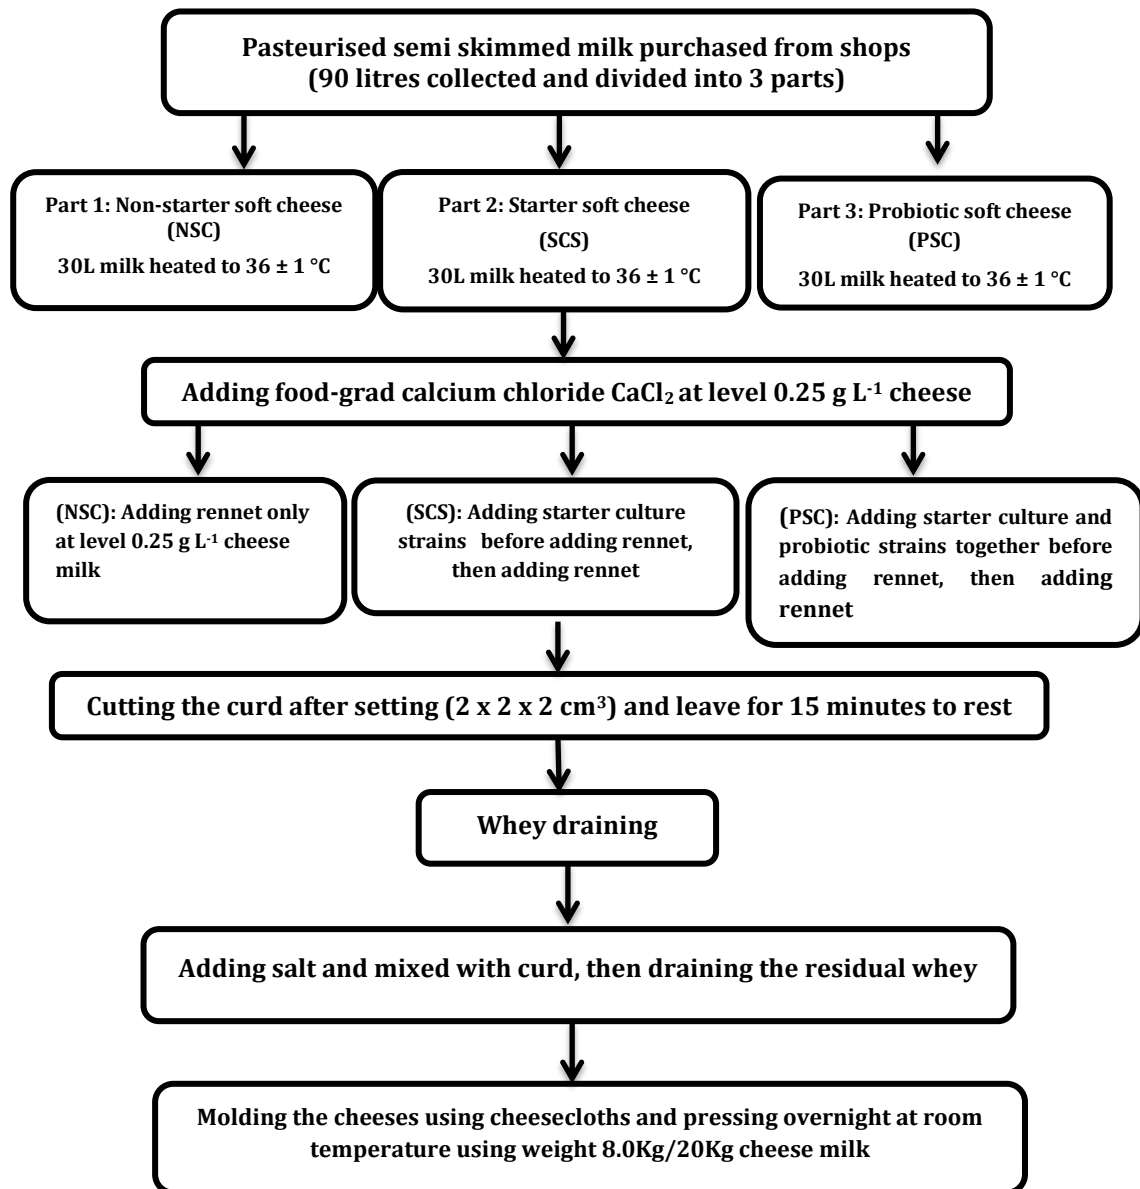 Pasteurised semi skimmed milk purchased from shops
(90 litres collected and divided into 3 parts)
Part 1: Non-starter soft cheese
(NSC)
30L milk heated to 36 ± 1 °C
Part 2: Starter soft cheese
(SCS)
30L milk heated to 36 ± 1 °C
Part 3: Probiotic soft cheese
(PSC)
30L milk heated to 36 ± 1 °C
Adding food-grad calcium chloride CaCl₂ at level 0.25 g L⁻¹ cheese
(NSC): Adding rennet only
at level 0.25 g L⁻¹ cheese
milk
(SCS): Adding starter culture
strains before adding rennet,
then adding rennet
(PSC): Adding starter culture and
probiotic strains together before
adding rennet, then adding
rennet
Cutting the curd after setting (2 x 2 x 2 cm³) and leave for 15 minutes to rest
Whey draining
Adding salt and mixed with curd, then draining the residual whey
Molding the cheeses using cheesecloths and pressing overnight at room
temperature using weight 8.0Kg/20Kg cheese milk